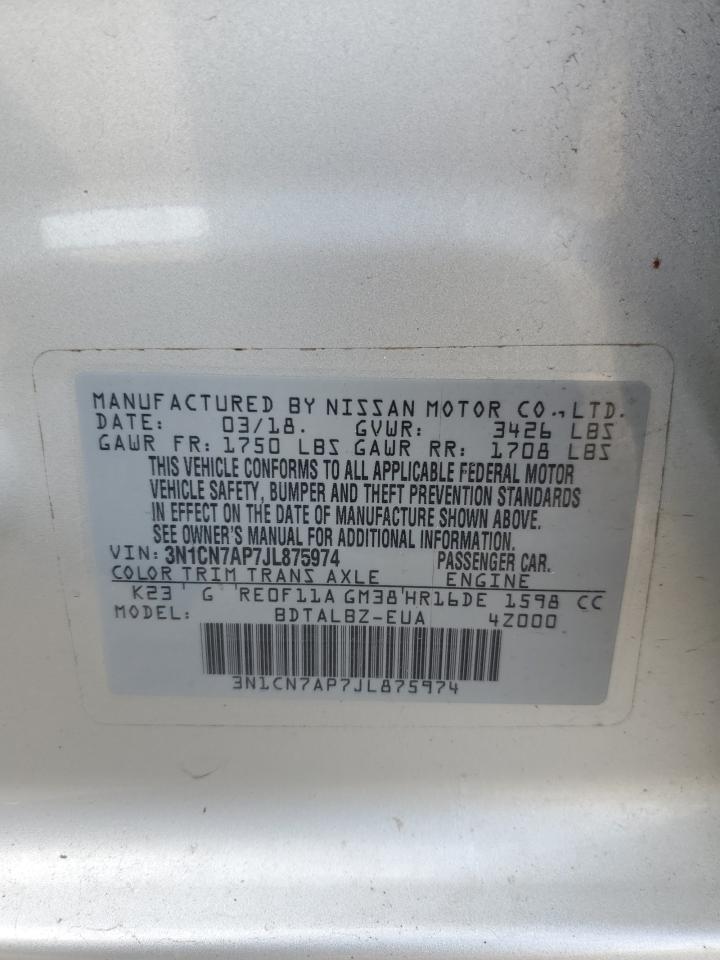 MANUFACTURED BY NISSAN MOTOR CO., LTD.
DATE: 03/18. GVWR: 3426 LBS
GAWR FR: 1750 LBS GAWR RR: 1708 LBS
THIS VEHICLE CONFORMS TO ALL APPLICABLE FEDERAL MOTOR
VEHICLE SAFETY, BUMPER AND THEFT PREVENTION STANDARDS
IN EFFECT ON THE DATE OF MANUFACTURE SHOWN ABOVE.
SEE OWNER'S MANUAL FOR ADDITIONAL INFORMATION.
VIN: 3N1CN7AP7JL875974 PASSENGER CAR.
COLOR TRIM TRANS AXLE ENGINE
K23 G RE0F11A GM38 HR16DE 1598 CC
MODEL: BDTALBZ-EUA 4Z000
3N1CN7AP7JL875974